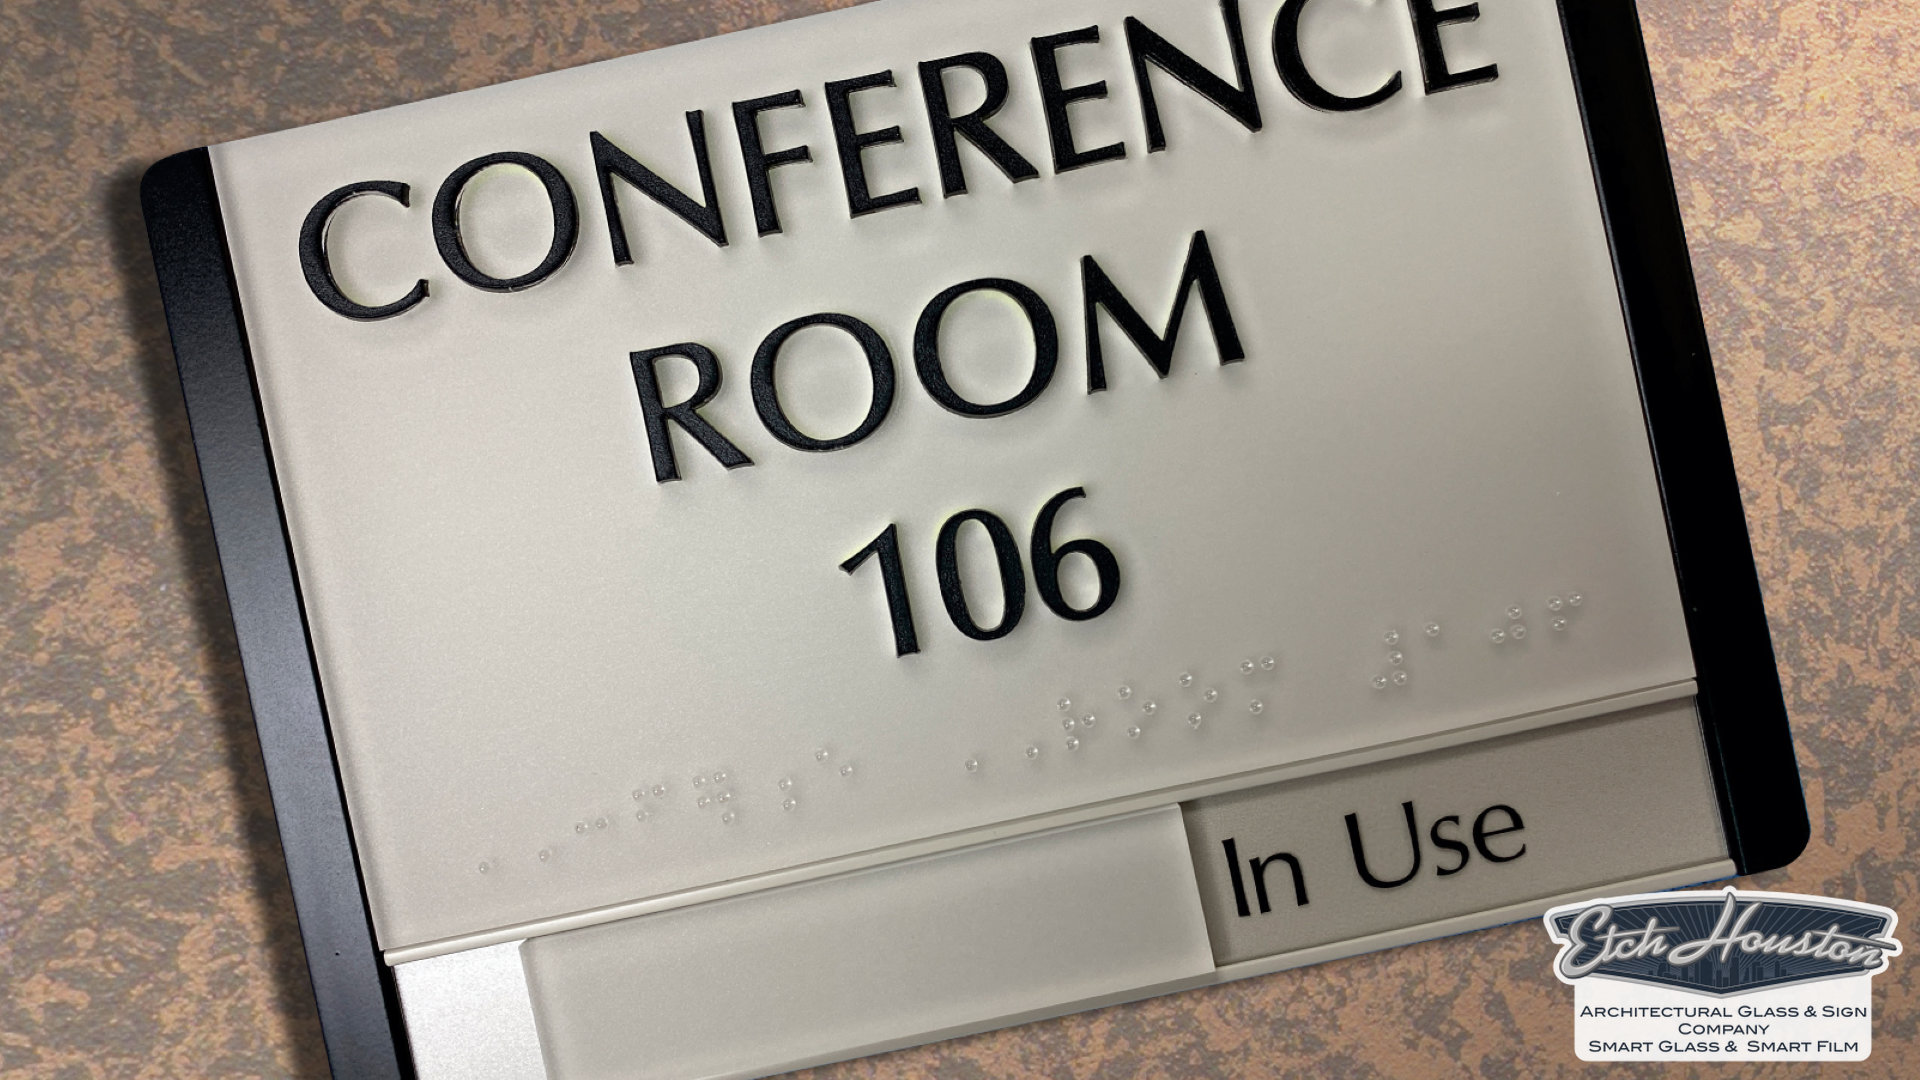 CONFERENCE
ROOM
106
In Use
Etch Houston
ARCHITECTURAL GLASS & SIGN
COMPANY
SMART GLASS & SMART FILM